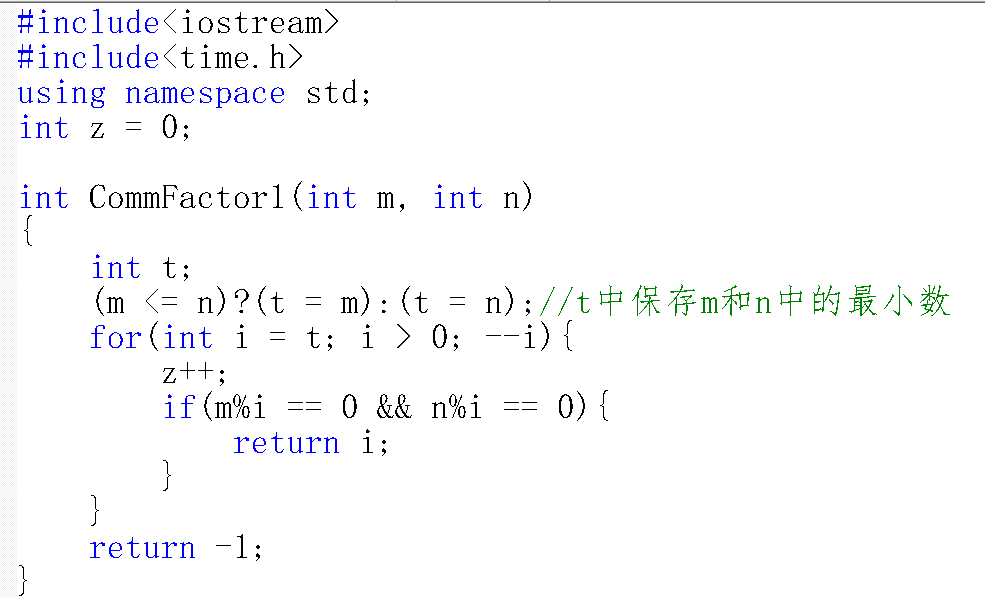 #include<iostream>
#include<time.h>
using namespace std;
int z = 0;
int CommFactor1(int m, int n)
{
int t;
(m <= n)?(t = m):(t = n);//t中保存m和n中的最小数
for(int i = t; i > 0; --i){
z++;
if(m%i == 0 && n%i == 0){
return i;
}
}
return -1;
}